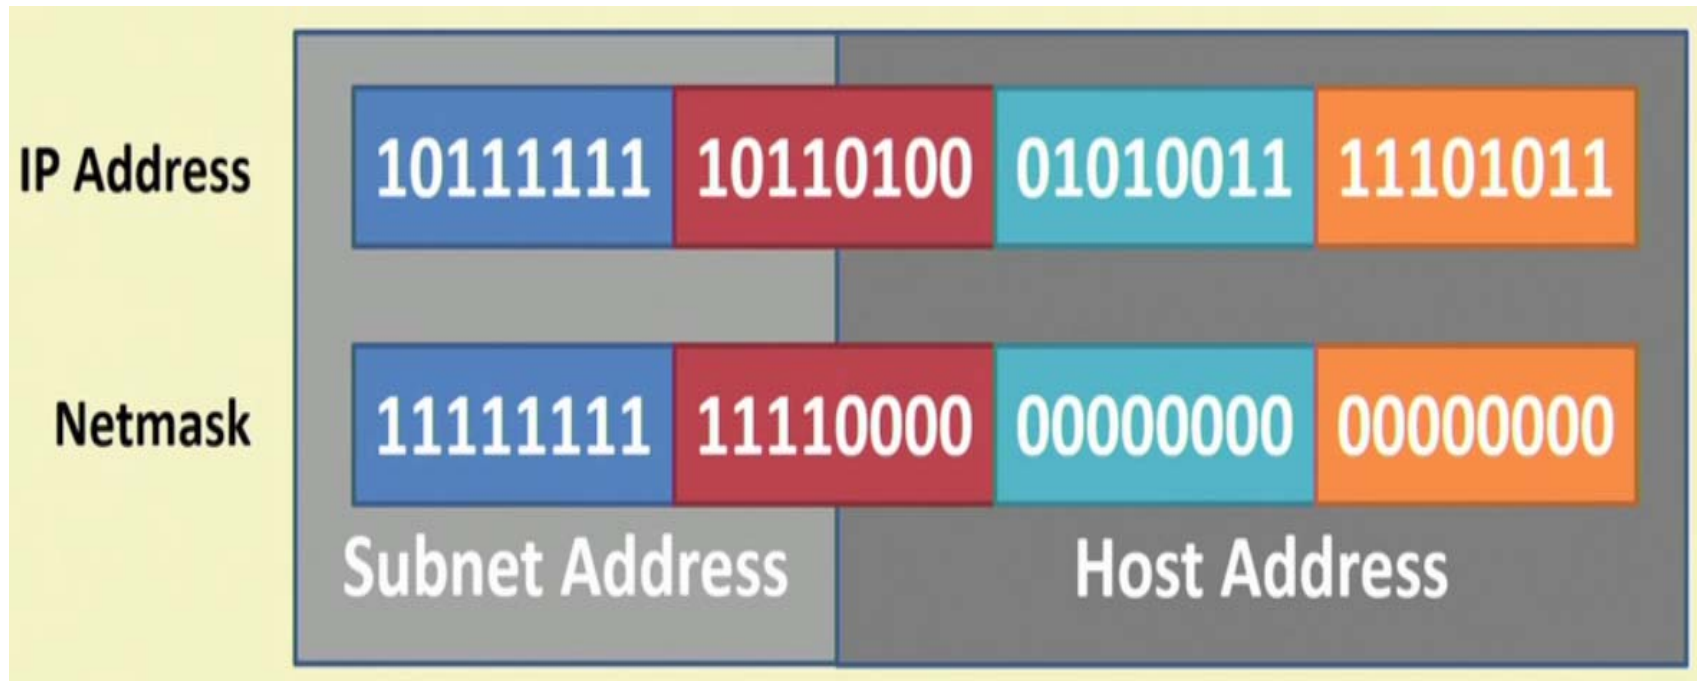 IP Address 10111111 10110100 01010011 11101011
Netmask 11111111 11110000 00000000 00000000
Subnet Address Host Address